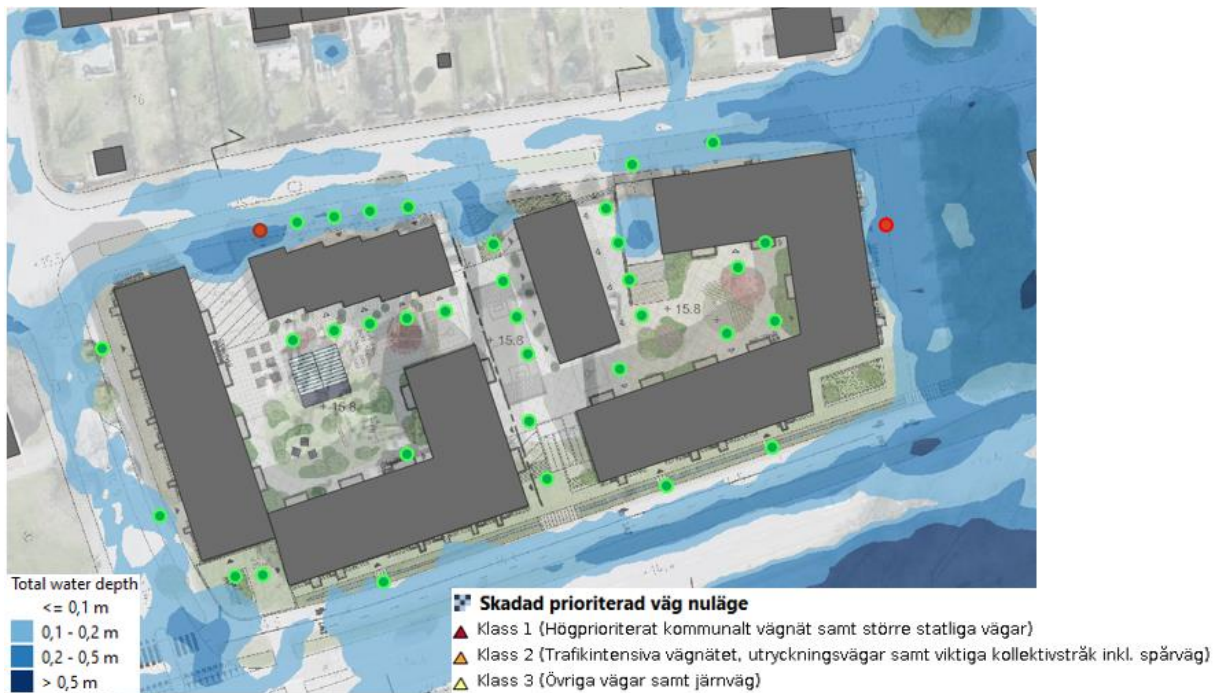 + 15.8
+ 15.8
+ 15.8
Total water depth
<= 0,1 m
0,1 - 0,2 m
0,2 - 0,5 m
> 0,5 m
Skadad prioriterad väg nuläge
Klass 1 (Högprioriterat kommunalt vägnät samt större statliga vägar)
Klass 2 (Trafikintensiva vägnätet, utryckningsvägar samt viktiga kollektivstråk inkl. spårväg)
Klass 3 (Övriga vägar samt järnväg)